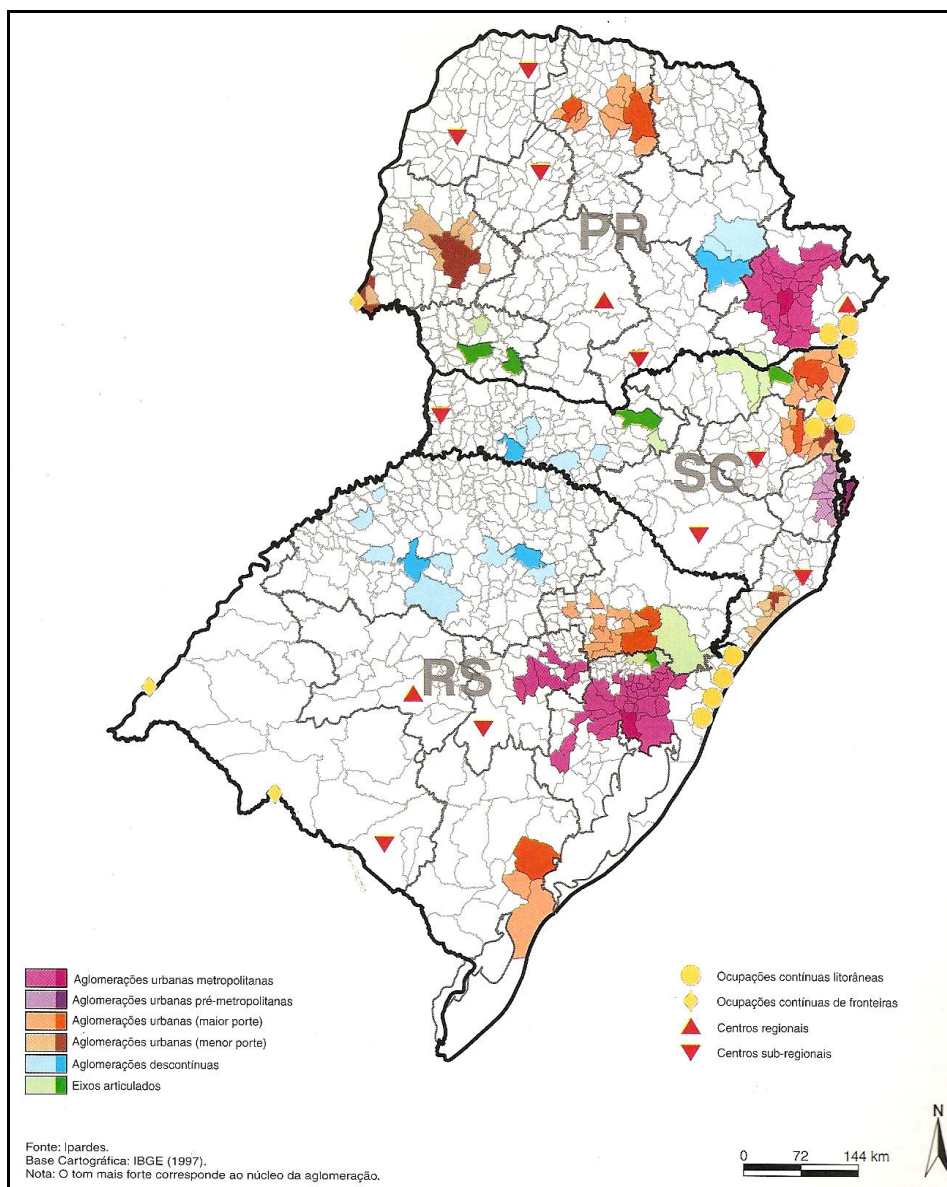 PR
SC
RS
Aglomerações urbanas metropolitanas
Aglomerações urbanas pré-metropolitanas
Aglomerações urbanas (maior porte)
Aglomerações urbanas (menor porte)
Aglomerações descontínuas
Eixos articulados
Ocupações contínuas litorâneas
Ocupações contínuas de fronteiras
Centros regionais
Centros sub-regionais
Fonte: Ipardes.
Base Cartográfica: IBGE (1997).
Nota: O tom mais forte corresponde ao núcleo da aglomeração.
N
0 72 144 km